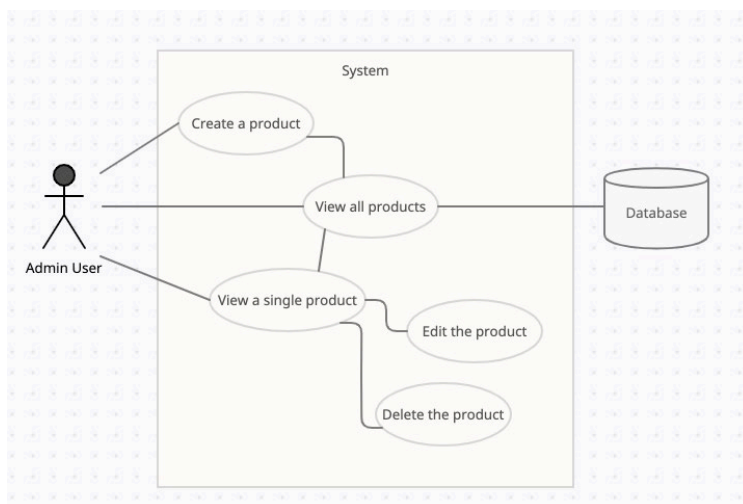 System
Create a product
View all products
Database
Admin User
View a single product
Edit the product
Delete the product